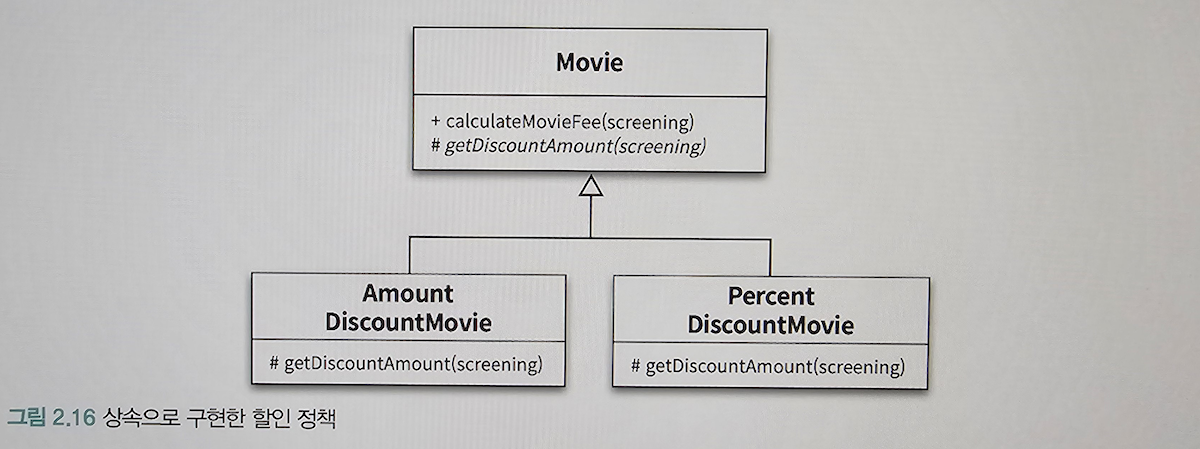 Movie
+ calculateMovieFee(screening)
# getDiscountAmount(screening)
Amount
DiscountMovie
# getDiscountAmount(screening)
Percent
DiscountMovie
# getDiscountAmount(screening)
그림 2.16 상속으로 구현한 할인 정책